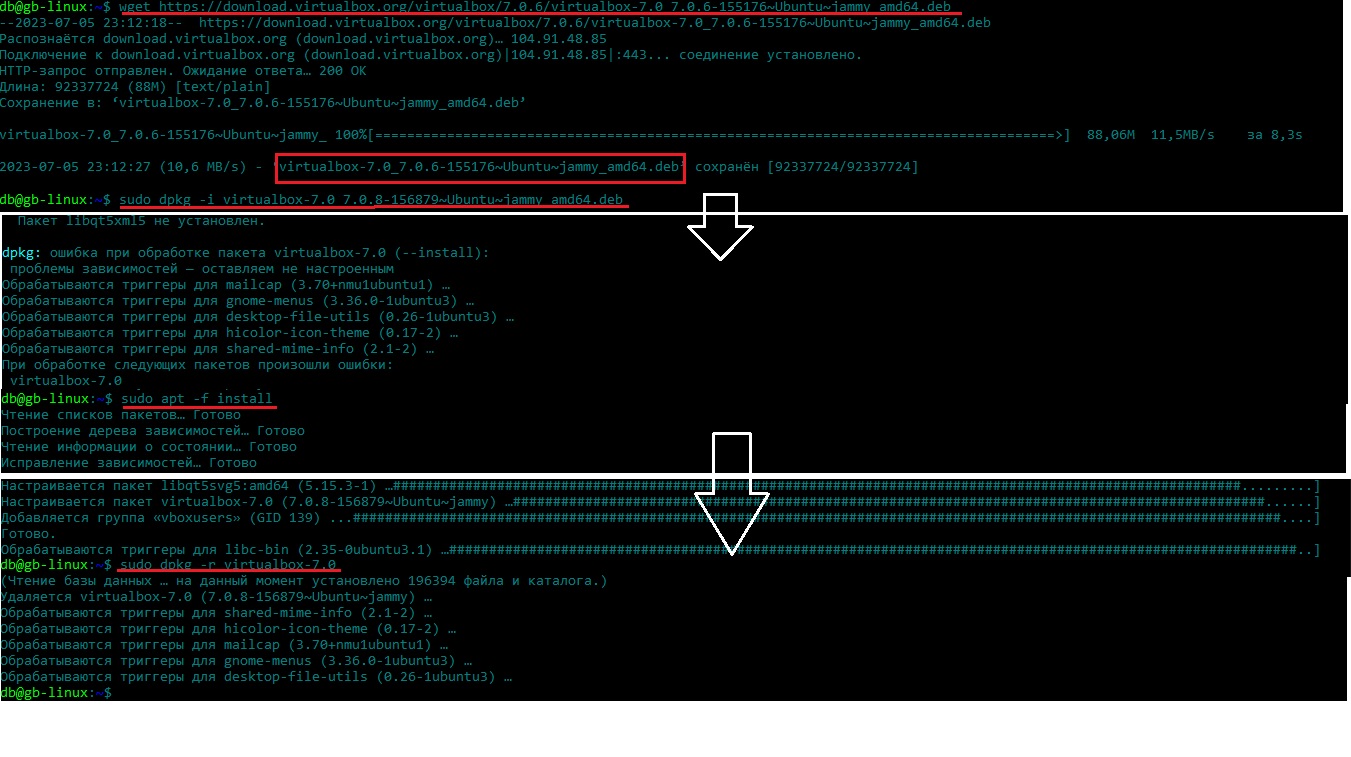 db@gb-linux:~$ wget https://download.virtualbox.org/virtualbox/7.0.6/virtualbox-7.0_7.0.6-155176~Ubuntu~jammy_amd64.deb
--2023-07-05 23:12:18-- https://download.virtualbox.org/virtualbox/7.0.6/virtualbox-7.0_7.0.6-155176~Ubuntu~jammy_amd64.deb
Распознаётся download.virtualbox.org (download.virtualbox.org)… 104.91.48.85
Подключение к download.virtualbox.org (download.virtualbox.org)|104.91.48.85|:443... соединение установлено.
HTTP-запрос отправлен. Ожидание ответа… 200 OK
Длина: 92337724 (88M) [text/plain]
Сохранение в: ‘virtualbox-7.0_7.0.6-155176~Ubuntu~jammy_amd64.deb’
virtualbox-7.0_7.0.6-155176~Ubuntu~jammy_ 100%[=====================================================================================>] 88,06M 11,5MB/s за 8,3s
2023-07-05 23:12:27 (10,6 MB/s) - ‘virtualbox-7.0_7.0.6-155176~Ubuntu~jammy_amd64.deb’ сохранён [92337724/92337724]
db@gb-linux:~$ sudo dpkg -i virtualbox-7.0_7.0.8-156879~Ubuntu~jammy_amd64.deb
Пакет libqt5xml5 не установлен.
dpkg: ошибка при обработке пакета virtualbox-7.0 (--install):
проблемы зависимостей — оставляем не настроенным
Обрабатываются триггеры для mailcap (3.70+nmu1ubuntu1) …
Обрабатываются триггеры для gnome-menus (3.36.0-1ubuntu3) …
Обрабатываются триггеры для desktop-file-utils (0.26-1ubuntu3) …
Обрабатываются триггеры для hicolor-icon-theme (0.17-2) …
Обрабатываются триггеры для shared-mime-info (2.1-2) …
При обработке следующих пакетов произошли ошибки:
virtualbox-7.0
db@gb-linux:~$ sudo apt -f install
Чтение списков пакетов… Готово
Построение дерева зависимостей… Готово
Чтение информации о состоянии… Готово
Исправление зависимостей… Готово
Настраивается пакет libqt5svg5:amd64 (5.15.3-1) …##########################################################################################################.........]
Настраивается пакет virtualbox-7.0 (7.0.8-156879~Ubuntu~jammy) …##############################################################################################......]
Добавляется группа «vboxusers» (GID 139) ...####################################################################################################################....]
Готово.
Обрабатываются триггеры для libc-bin (2.35-0ubuntu3.1) …##########################################################################################################..]
db@gb-linux:~$ sudo dpkg -r virtualbox-7.0
(Чтение базы данных … на данный момент установлено 196394 файла и каталога.)
Удаляется virtualbox-7.0 (7.0.8-156879~Ubuntu~jammy) …
Обрабатываются триггеры для shared-mime-info (2.1-2) …
Обрабатываются триггеры для hicolor-icon-theme (0.17-2) …
Обрабатываются триггеры для mailcap (3.70+nmu1ubuntu1) …
Обрабатываются триггеры для gnome-menus (3.36.0-1ubuntu3) …
Обрабатываются триггеры для desktop-file-utils (0.26-1ubuntu3) …
db@gb-linux:~$